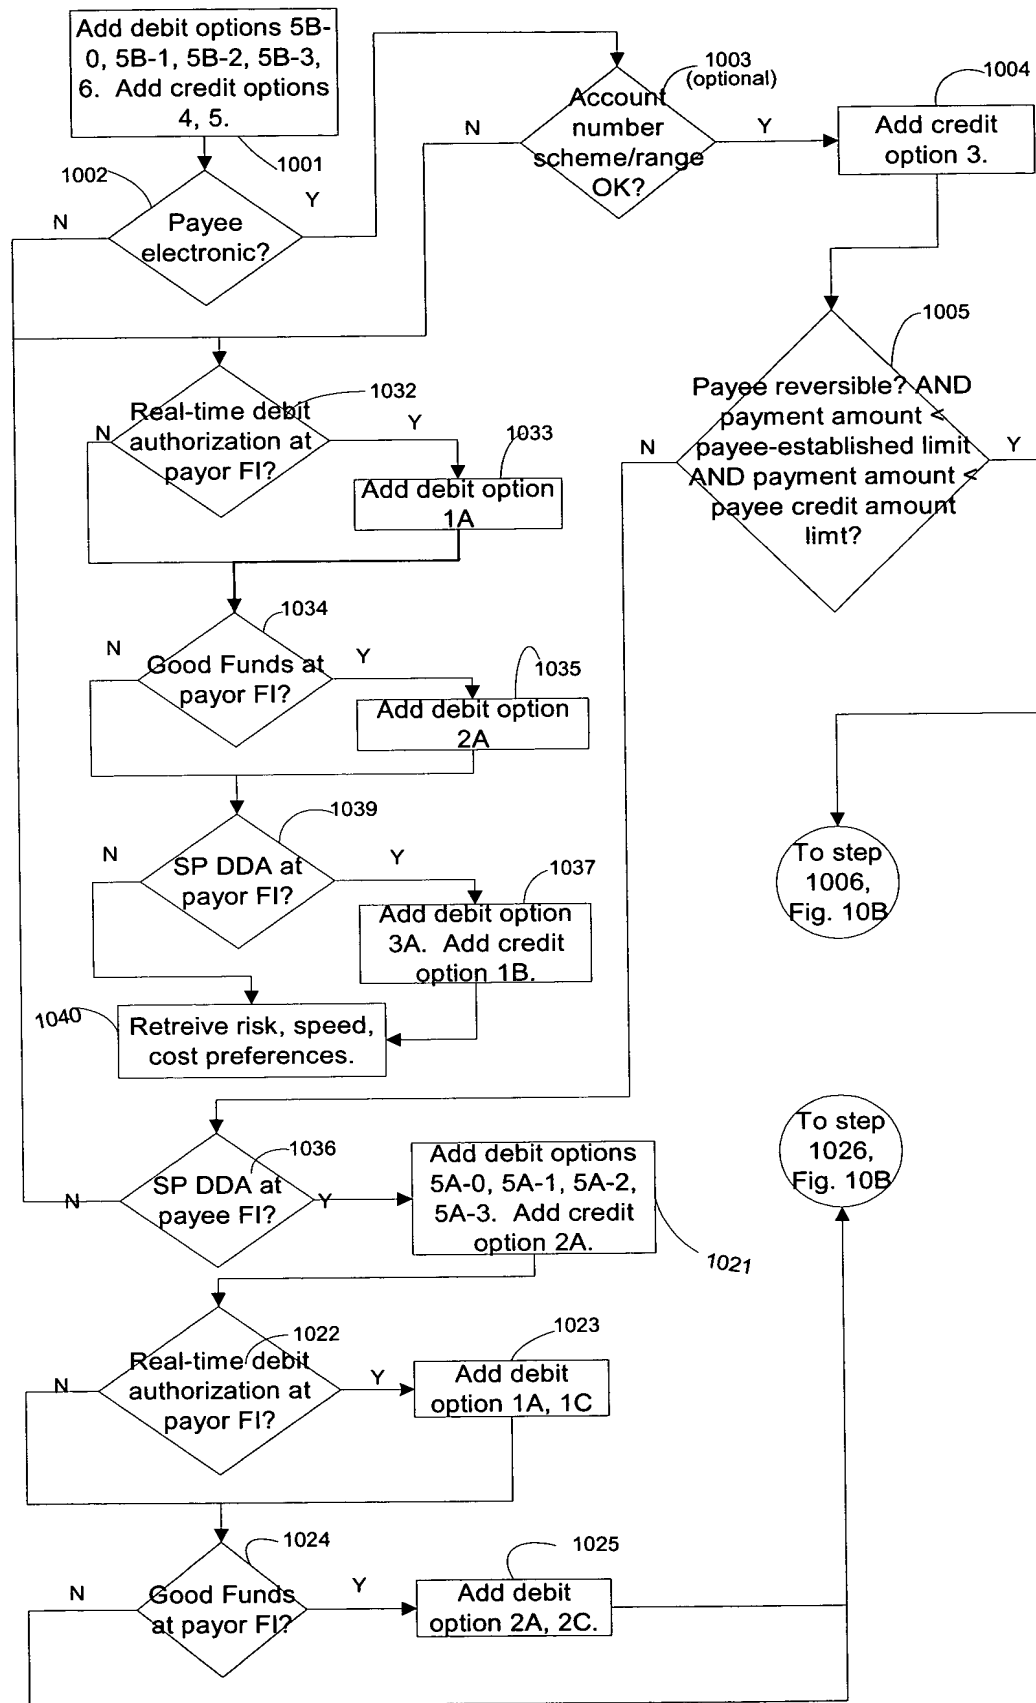 Add debit options 5B-
0, 5B-1, 5B-2, 5B-3,
6. Add credit options
4, 5.
1001
1002
Payee
electronic?
N
Y
1003
(optional)
Account
number
scheme/range
OK?
N
Y
1004
Add credit
option 3.
1005
Payee reversible? AND
payment amount <
payee-established limit
AND payment amount <
payee credit amount
limt?
N
Y
1032
Real-time debit
authorization at
payor FI?
N
Y
1033
Add debit option
1A
1034
Good Funds at
payor FI?
N
Y
1035
Add debit option
2A
1039
SP DDA at
payor FI?
N
Y
1037
Add debit option
3A. Add credit
option 1B.
1040
Retreive risk, speed,
cost preferences.
To step
1006,
Fig. 10B
1036
SP DDA at
payee FI?
N
Y
Add debit options
5A-0, 5A-1, 5A-2,
5A-3. Add credit
option 2A.
1021
To step
1026,
Fig. 10B
1022
Real-time debit
authorization at
payor FI?
N
Y
1023
Add debit
option 1A, 1C
1024
Good Funds
at payor FI?
N
Y
1025
Add debit
option 2A, 2C.